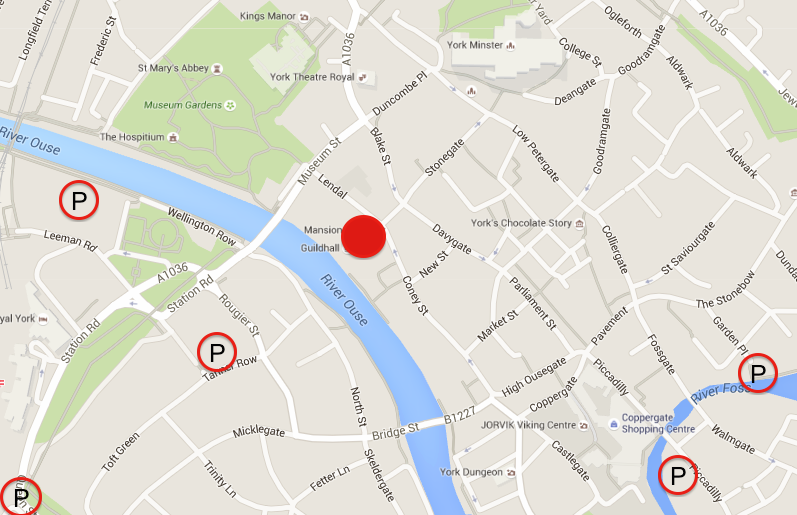 Kings Manor
A1036
York Minster
College St
Ogleforth
Goodramgate
A1036
Longfield Terr
Frederic St
St Mary's Abbey
York Theatre Royal
Duncombe Pl
Deangate
Aldwark
Museum Gardens
The Hospitium
River Ouse
Museum St
Blake St
Stonegate
Low Petergate
Goodramgate
Aldwark
Lendal
P
Wellington Row
Leeman Rd
Mansion
Guildhall
York's Chocolate Story
Davygate
Colliergate
St Saviourgate
A1036
Station Rd
River Ouse
New St
Coney St
Parliament St
The Stonebow
Rougier St
Station Rd
Market St
Pavement
Fossgate
Garden Pl
P
Tanner Row
P
River Foss
Piccadilly
High Ousegate
Coppergate
North St
Micklegate
Bridge St
B1227
JORVIK Viking Centre
Coppergate
Shopping Centre
Walmgate
Castlegate
Toft Green
Trinity Ln
Fetter Ln
Skeldergate
York Dungeon
P
Piccadilly
P